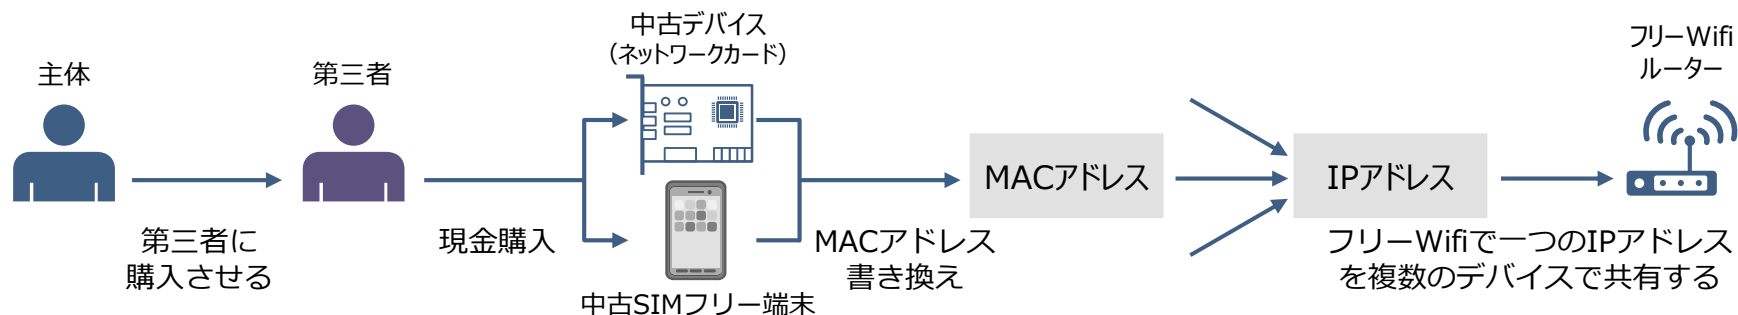 主体
第三者に
購入させる
第三者
現金購入
中古デバイス
（ネットワークカード）
中古SIMフリー端末
MACアドレス
書き換え
MACアドレス
IPアドレス
フリーWifiで一つのIPアドレス
を複数のデバイスで共有する
フリーWifi
ルーター